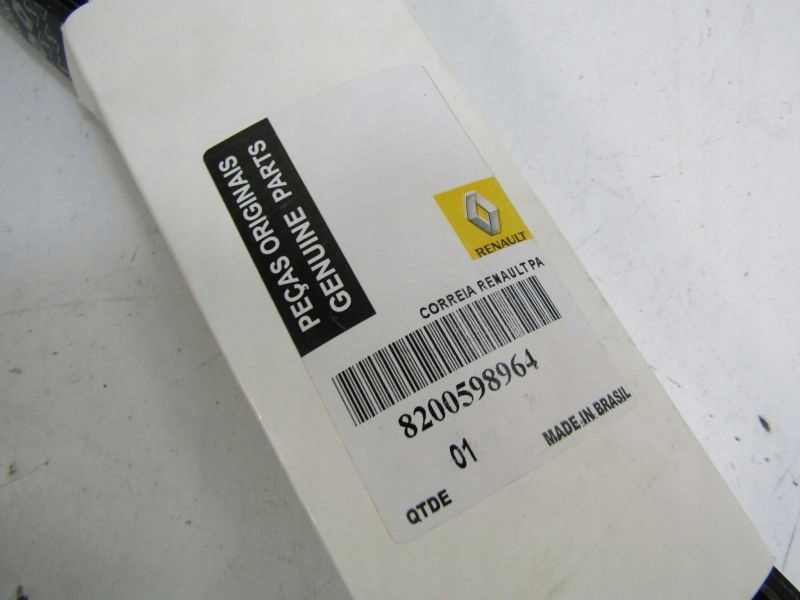 PEÇAS ORIGINAIS
GENUINE PARTS
RENAULT
CORREIA RENAULT PA
8200598964
01
QTDE
MADE IN BRASIL